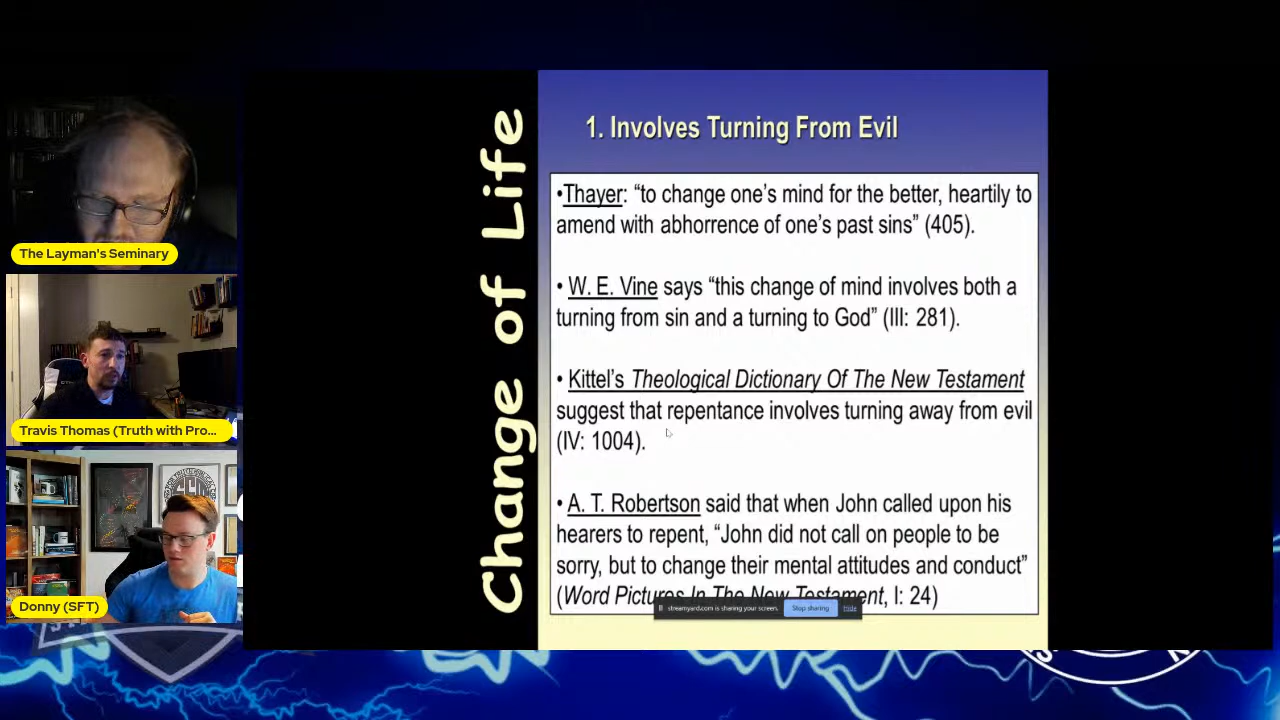 The Layman's Seminary
Travis Thomas (Truth with Pro...
Donny (SFT)
Change of Life
1. Involves Turning From Evil
•Thayer: “to change one’s mind for the better, heartily to
amend with abhorrence of one’s past sins” (405).
• W. E. Vine says “this change of mind involves both a
turning from sin and a turning to God” (III: 281).
• Kittel’s Theological Dictionary Of The New Testament
suggest that repentance involves turning away from evil
(IV: 1004).
• A. T. Robertson said that when John called upon his
hearers to repent, “John did not call on people to be
sorry, but to change their mental attitudes and conduct”
(Word Pictures In The New Testament, I: 24)
streamyard.com is sharing your screen.
Stop sharing
Hide